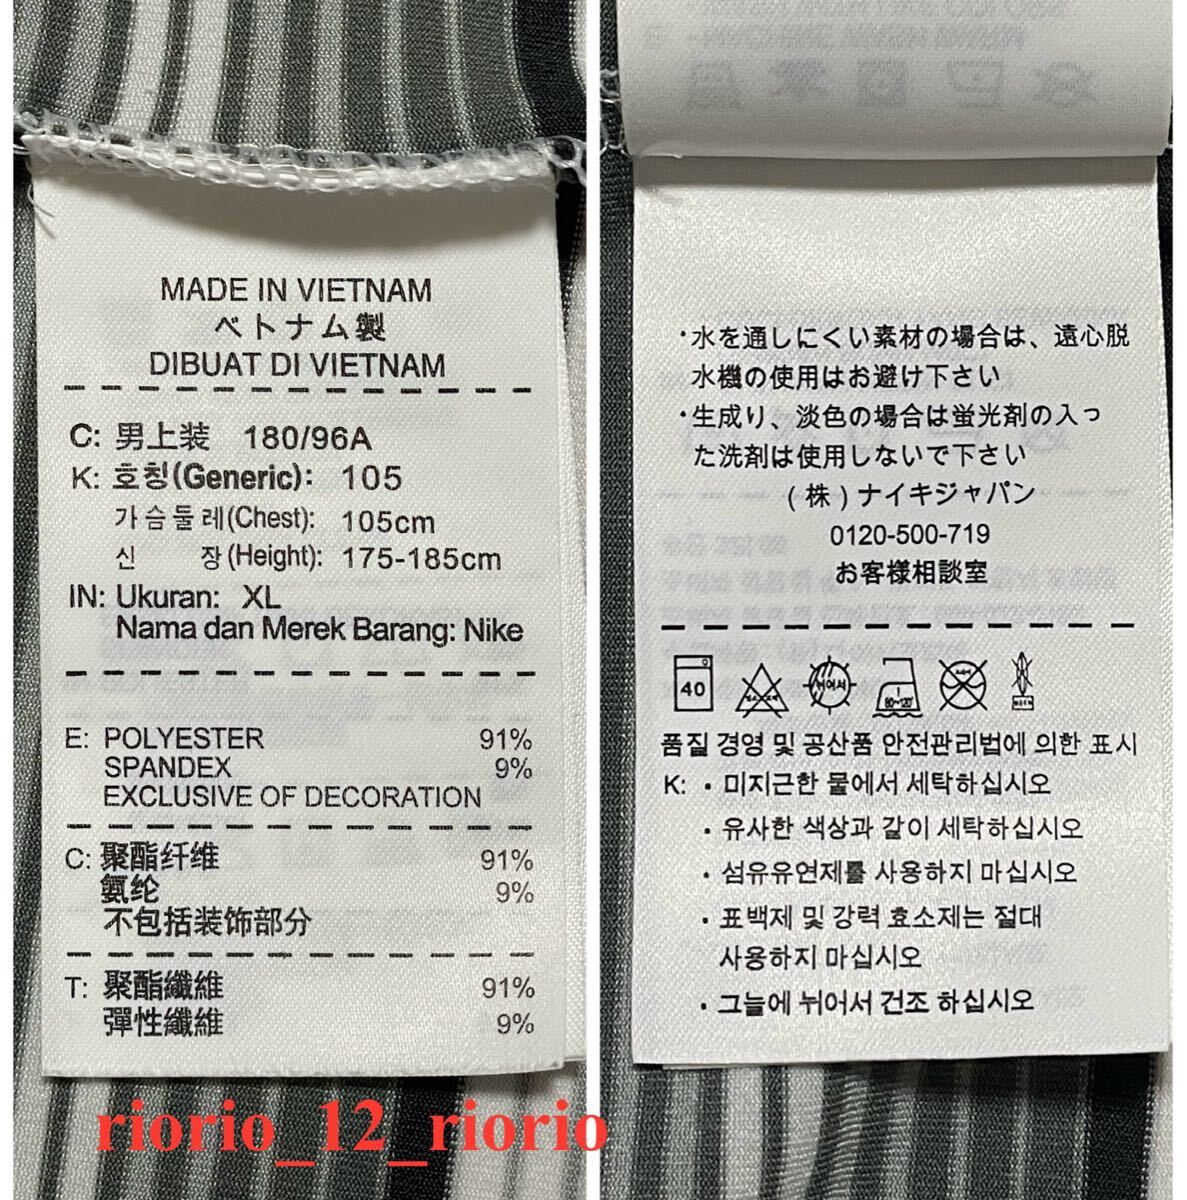 MADE IN VIETNAM
ベトナム製
DIBUAT DI VIETNAM
C: 男上装 180/96A
K: 호칭(Generic): 105
가슴둘레(Chest): 105cm
신 장(Height): 175-185cm
IN: Ukuran: XL
Nama dan Merek Barang: Nike
E: POLYESTER 91%
SPANDEX 9%
EXCLUSIVE OF DECORATION
C: 聚酯纤维 91%
氨纶 9%
不包括装饰部分
T: 聚酯纖維 91%
彈性纖維 9%
・水を通しにくい素材の場合は、遠心脱
水機の使用はお避け下さい
・生成り、淡色の場合は蛍光剤の入っ
た洗剤は使用しないで下さい
(株)ナイキジャパン
0120-500-719
お客様相談室
40 뉘어서 80~120
품질 경영 및 공산품 안전관리법에 의한 표시
K: • 미지근한 물에서 세탁하십시오
• 유사한 색상과 같이 세탁하십시오
• 섬유유연제를 사용하지 마십시오
• 표백제 및 강력 효소제는 절대
사용하지 마십시오
• 그늘에 뉘어서 건조 하십시오
riorio_12_riorio